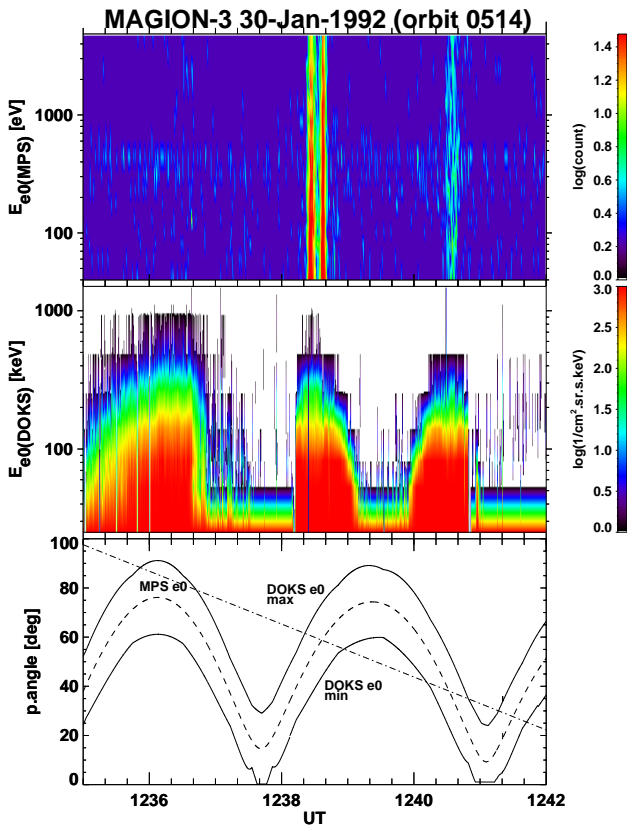 MAGION-3 30-Jan-1992 (orbit 0514)
E e0(MPS) [eV]
1000
100
log(count)
1.4
1.2
1.0
0.8
0.6
0.4
0.2
0.0
E e0(DOKS) [keV]
1000
100
log(1/cm².sr.s.keV)
3.0
2.5
2.0
1.5
1.0
0.5
0.0
p.angle [deg]
100
80
60
40
20
0
MPS e0
DOKS e0
max
DOKS e0
min
1236
1238
1240
1242
UT